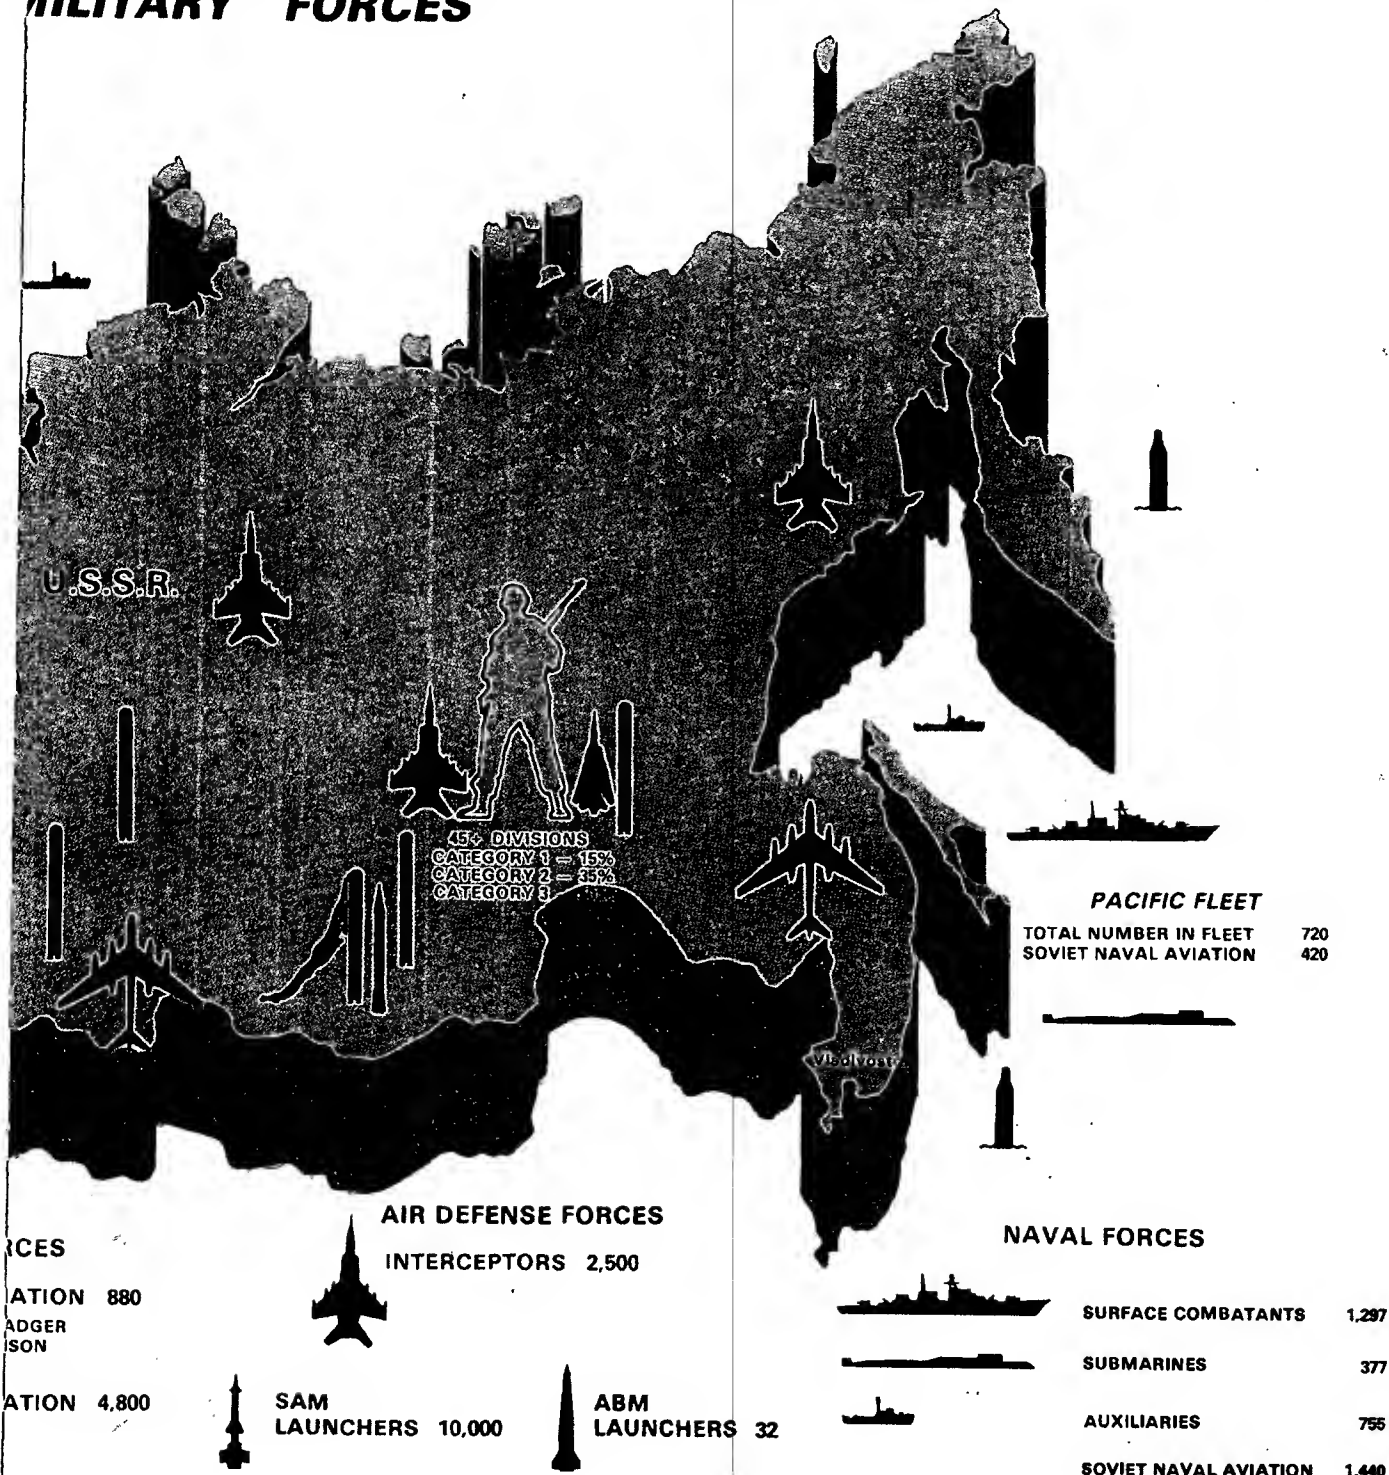 MILITARY FORCES
U.S.S.R.
45+ DIVISIONS
CATEGORY 1 — 15%
CATEGORY 2 — 35%
CATEGORY 3
PACIFIC FLEET
TOTAL NUMBER IN FLEET 720
SOVIET NAVAL AVIATION 420
AIR DEFENSE FORCES
INTERCEPTORS 2,500
RCES
ATION 880
ADGER
SON
ATION 4,800
SAM
LAUNCHERS 10,000
ABM
LAUNCHERS 32
NAVAL FORCES
SURFACE COMBATANTS 1,297
SUBMARINES 377
AUXILIARIES 755
SOVIET NAVAL AVIATION 1,440